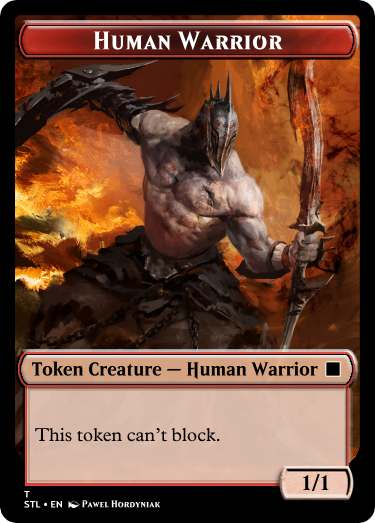 Human Warrior
Token Creature — Human Warrior
This token can't block.
1/1
T
STL • EN Pawel Hordyniak